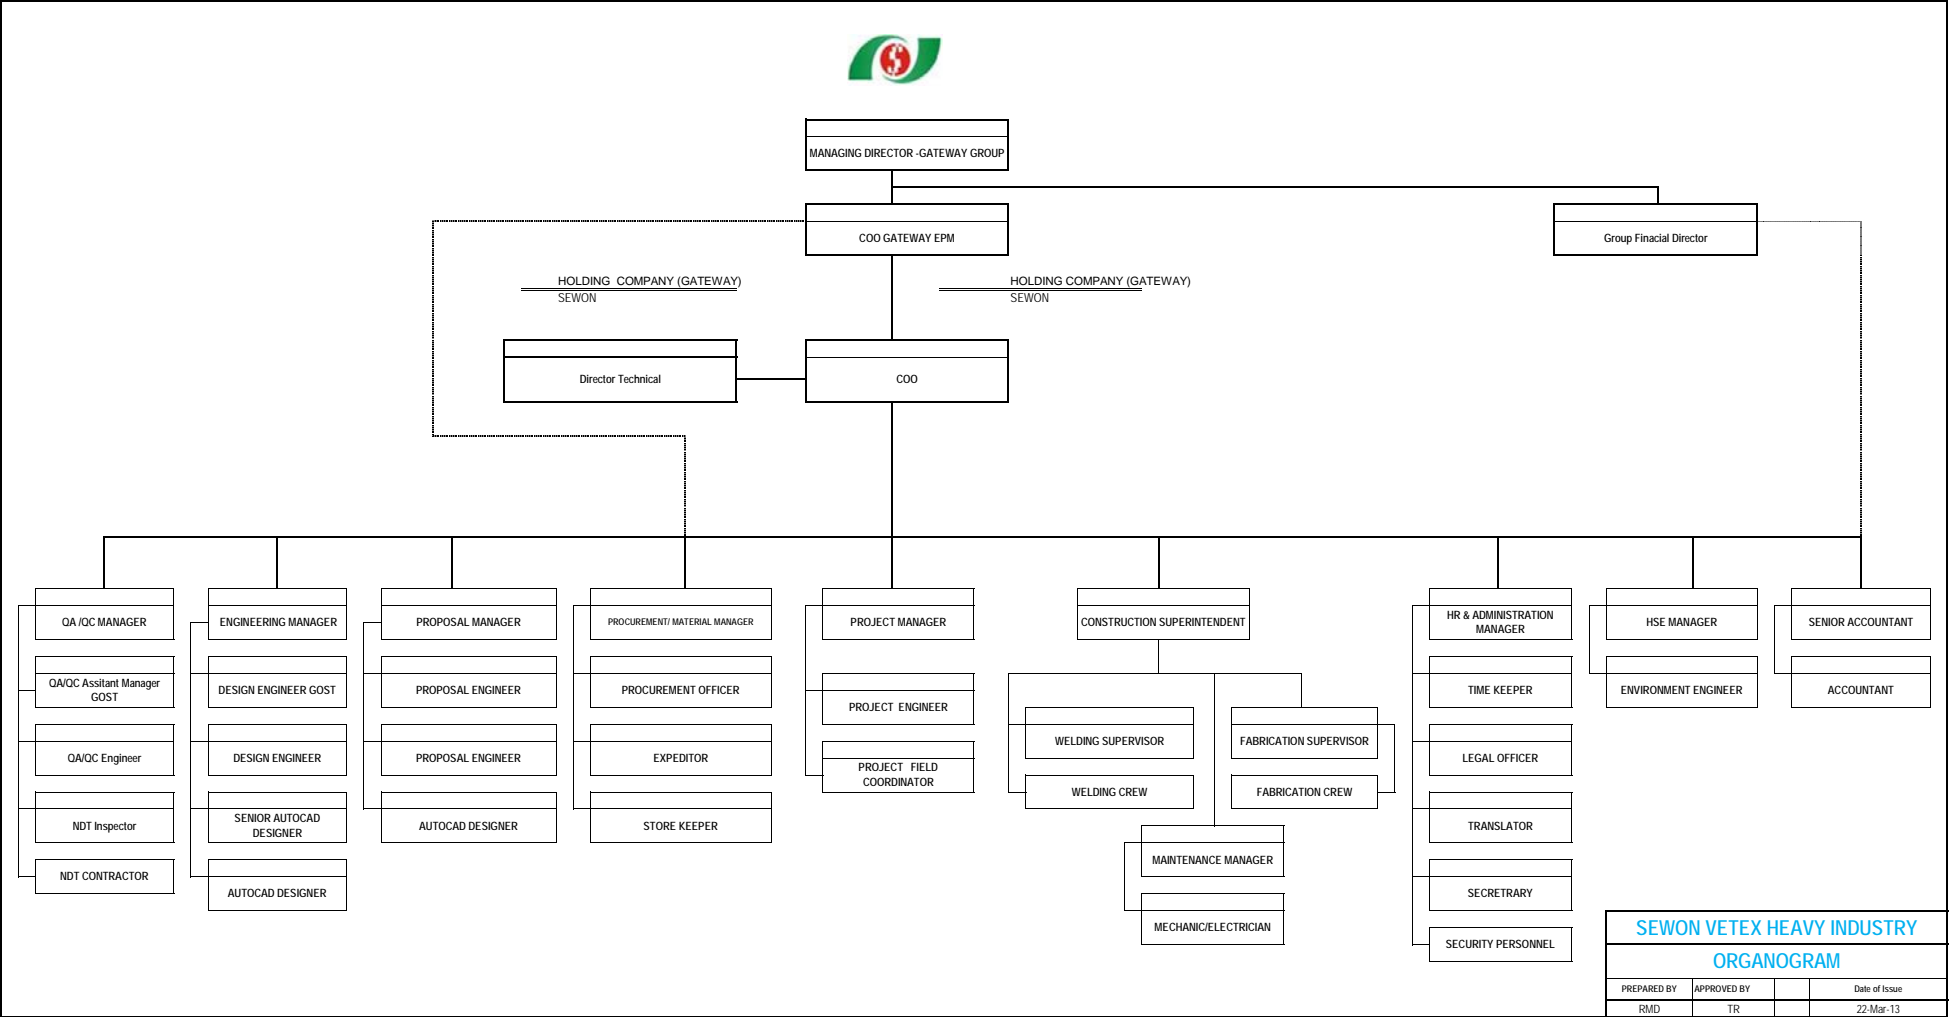 $
MANAGING DIRECTOR -GATEWAY GROUP
COO GATEWAY EPM
Group Finacial Director
HOLDING COMPANY (GATEWAY)
SEWON
HOLDING COMPANY (GATEWAY)
SEWON
Director Technical
COO
QA /QC MANAGER
QA/QC Assitant Manager
GOST
QA/QC Engineer
NDT Inspector
NDT CONTRACTOR
ENGINEERING MANAGER
DESIGN ENGINEER GOST
DESIGN ENGINEER
SENIOR AUTOCAD
DESIGNER
AUTOCAD DESIGNER
PROPOSAL MANAGER
PROPOSAL ENGINEER
PROPOSAL ENGINEER
AUTOCAD DESIGNER
PROCUREMENT/ MATERIAL MANAGER
PROCUREMENT OFFICER
EXPEDITOR
STORE KEEPER
PROJECT MANAGER
PROJECT ENGINEER
PROJECT FIELD
COORDINATOR
CONSTRUCTION SUPERINTENDENT
WELDING SUPERVISOR
WELDING CREW
FABRICATION SUPERVISOR
FABRICATION CREW
MAINTENANCE MANAGER
MECHANIC/ELECTRICIAN
HR & ADMINISTRATION
MANAGER
TIME KEEPER
LEGAL OFFICER
TRANSLATOR
SECRETRARY
SECURITY PERSONNEL
HSE MANAGER
ENVIRONMENT ENGINEER
SENIOR ACCOUNTANT
ACCOUNTANT
SEWON VETEX HEAVY INDUSTRY
ORGANOGRAM
PREPARED BY APPROVED BY Date of Issue
RMD TR 22-Mar-13